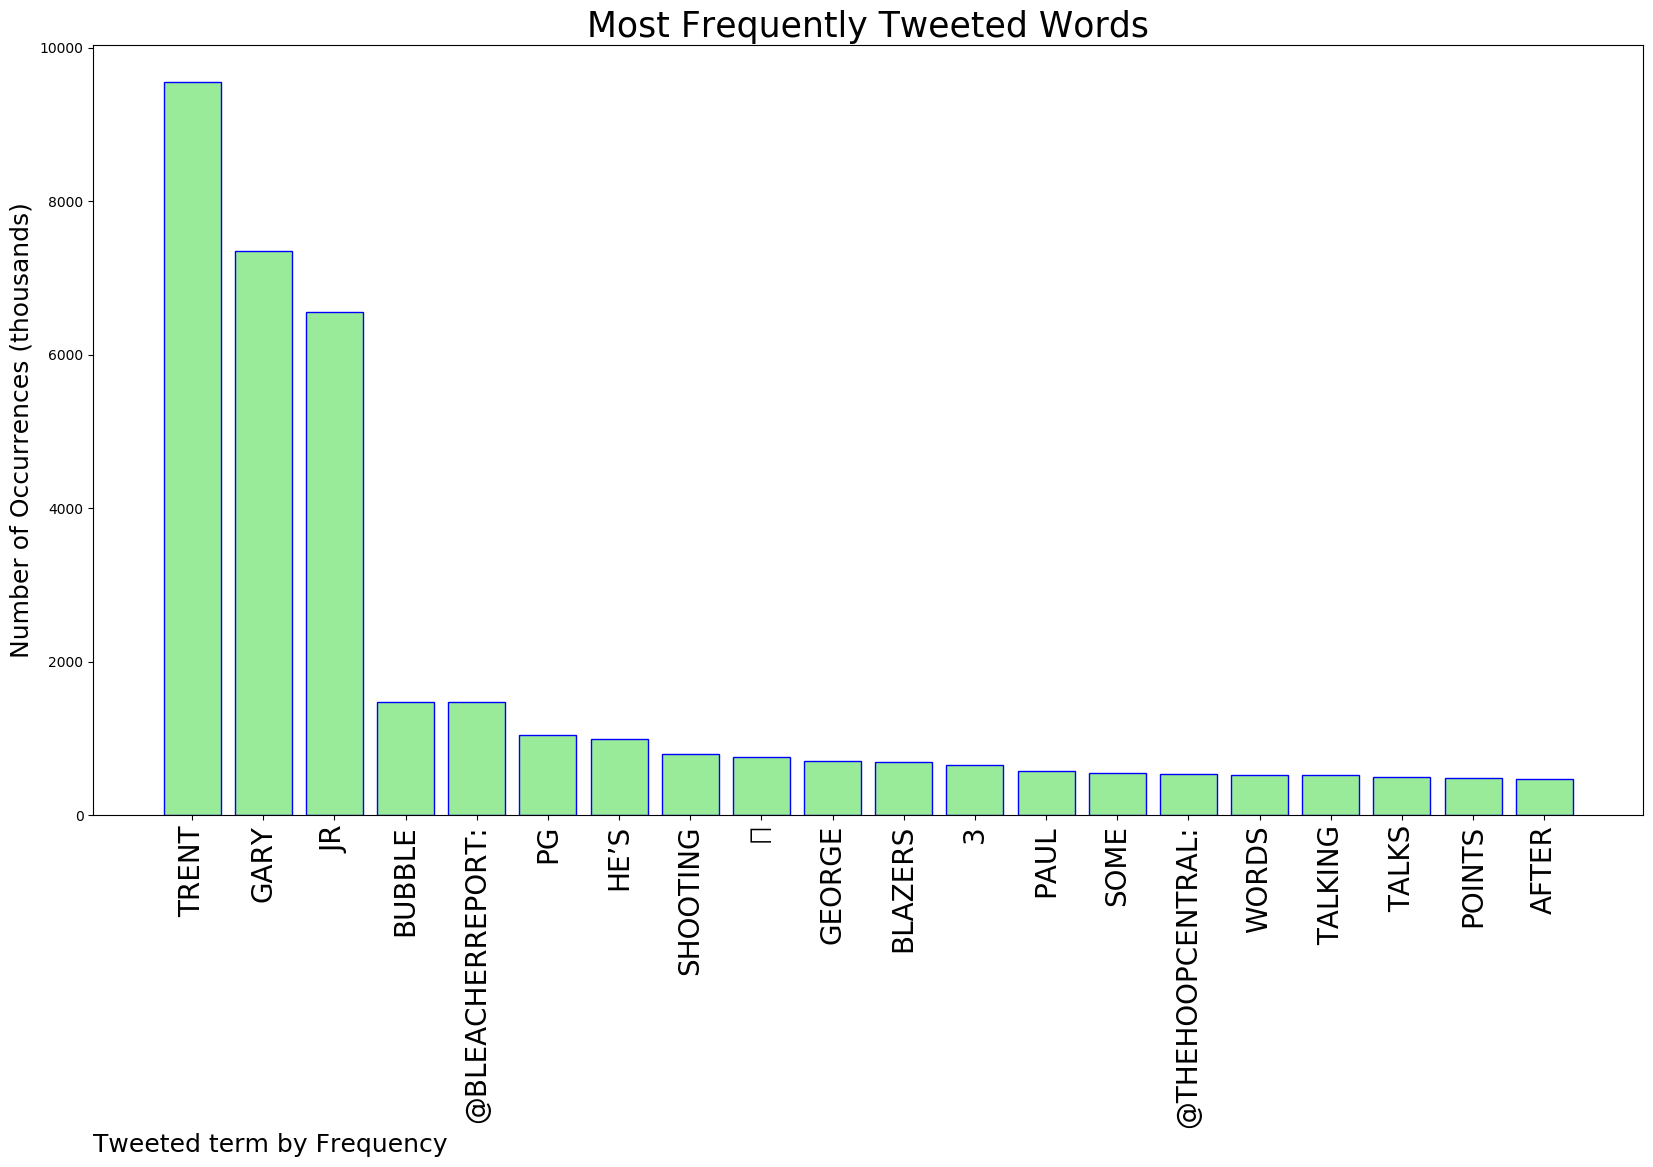 Most Frequently Tweeted Words
Number of Occurrences (thousands)
10000
8000
6000
4000
2000
0
TRENT
GARY
JR
BUBBLE
@BLEACHERREPORT:
PG
HE’S
SHOOTING
GEORGE
BLAZERS
3
PAUL
SOME
@THEHOOPCENTRAL:
WORDS
TALKING
TALKS
POINTS
AFTER
Tweeted term by Frequency